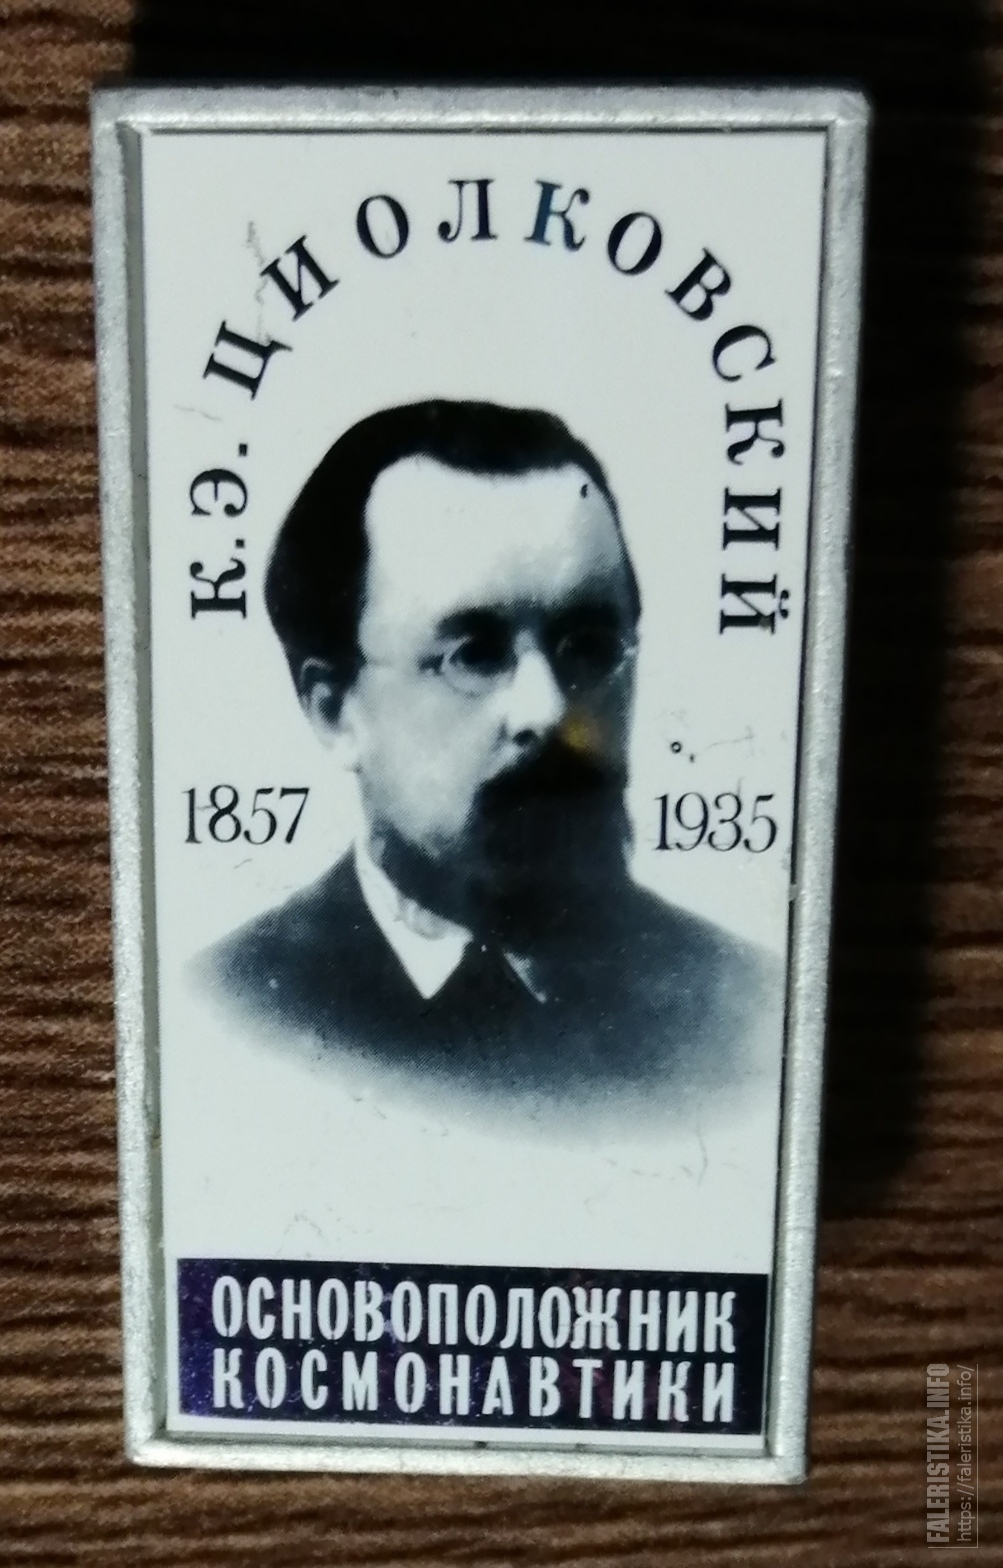 К.Э. ЦИОЛКОВСКИЙ
1857
1935
ОСНОВОПОЛОЖНИК
КОСМОНАВТИКИ
FALERISTIKA.INFO
https://faleristika.info/